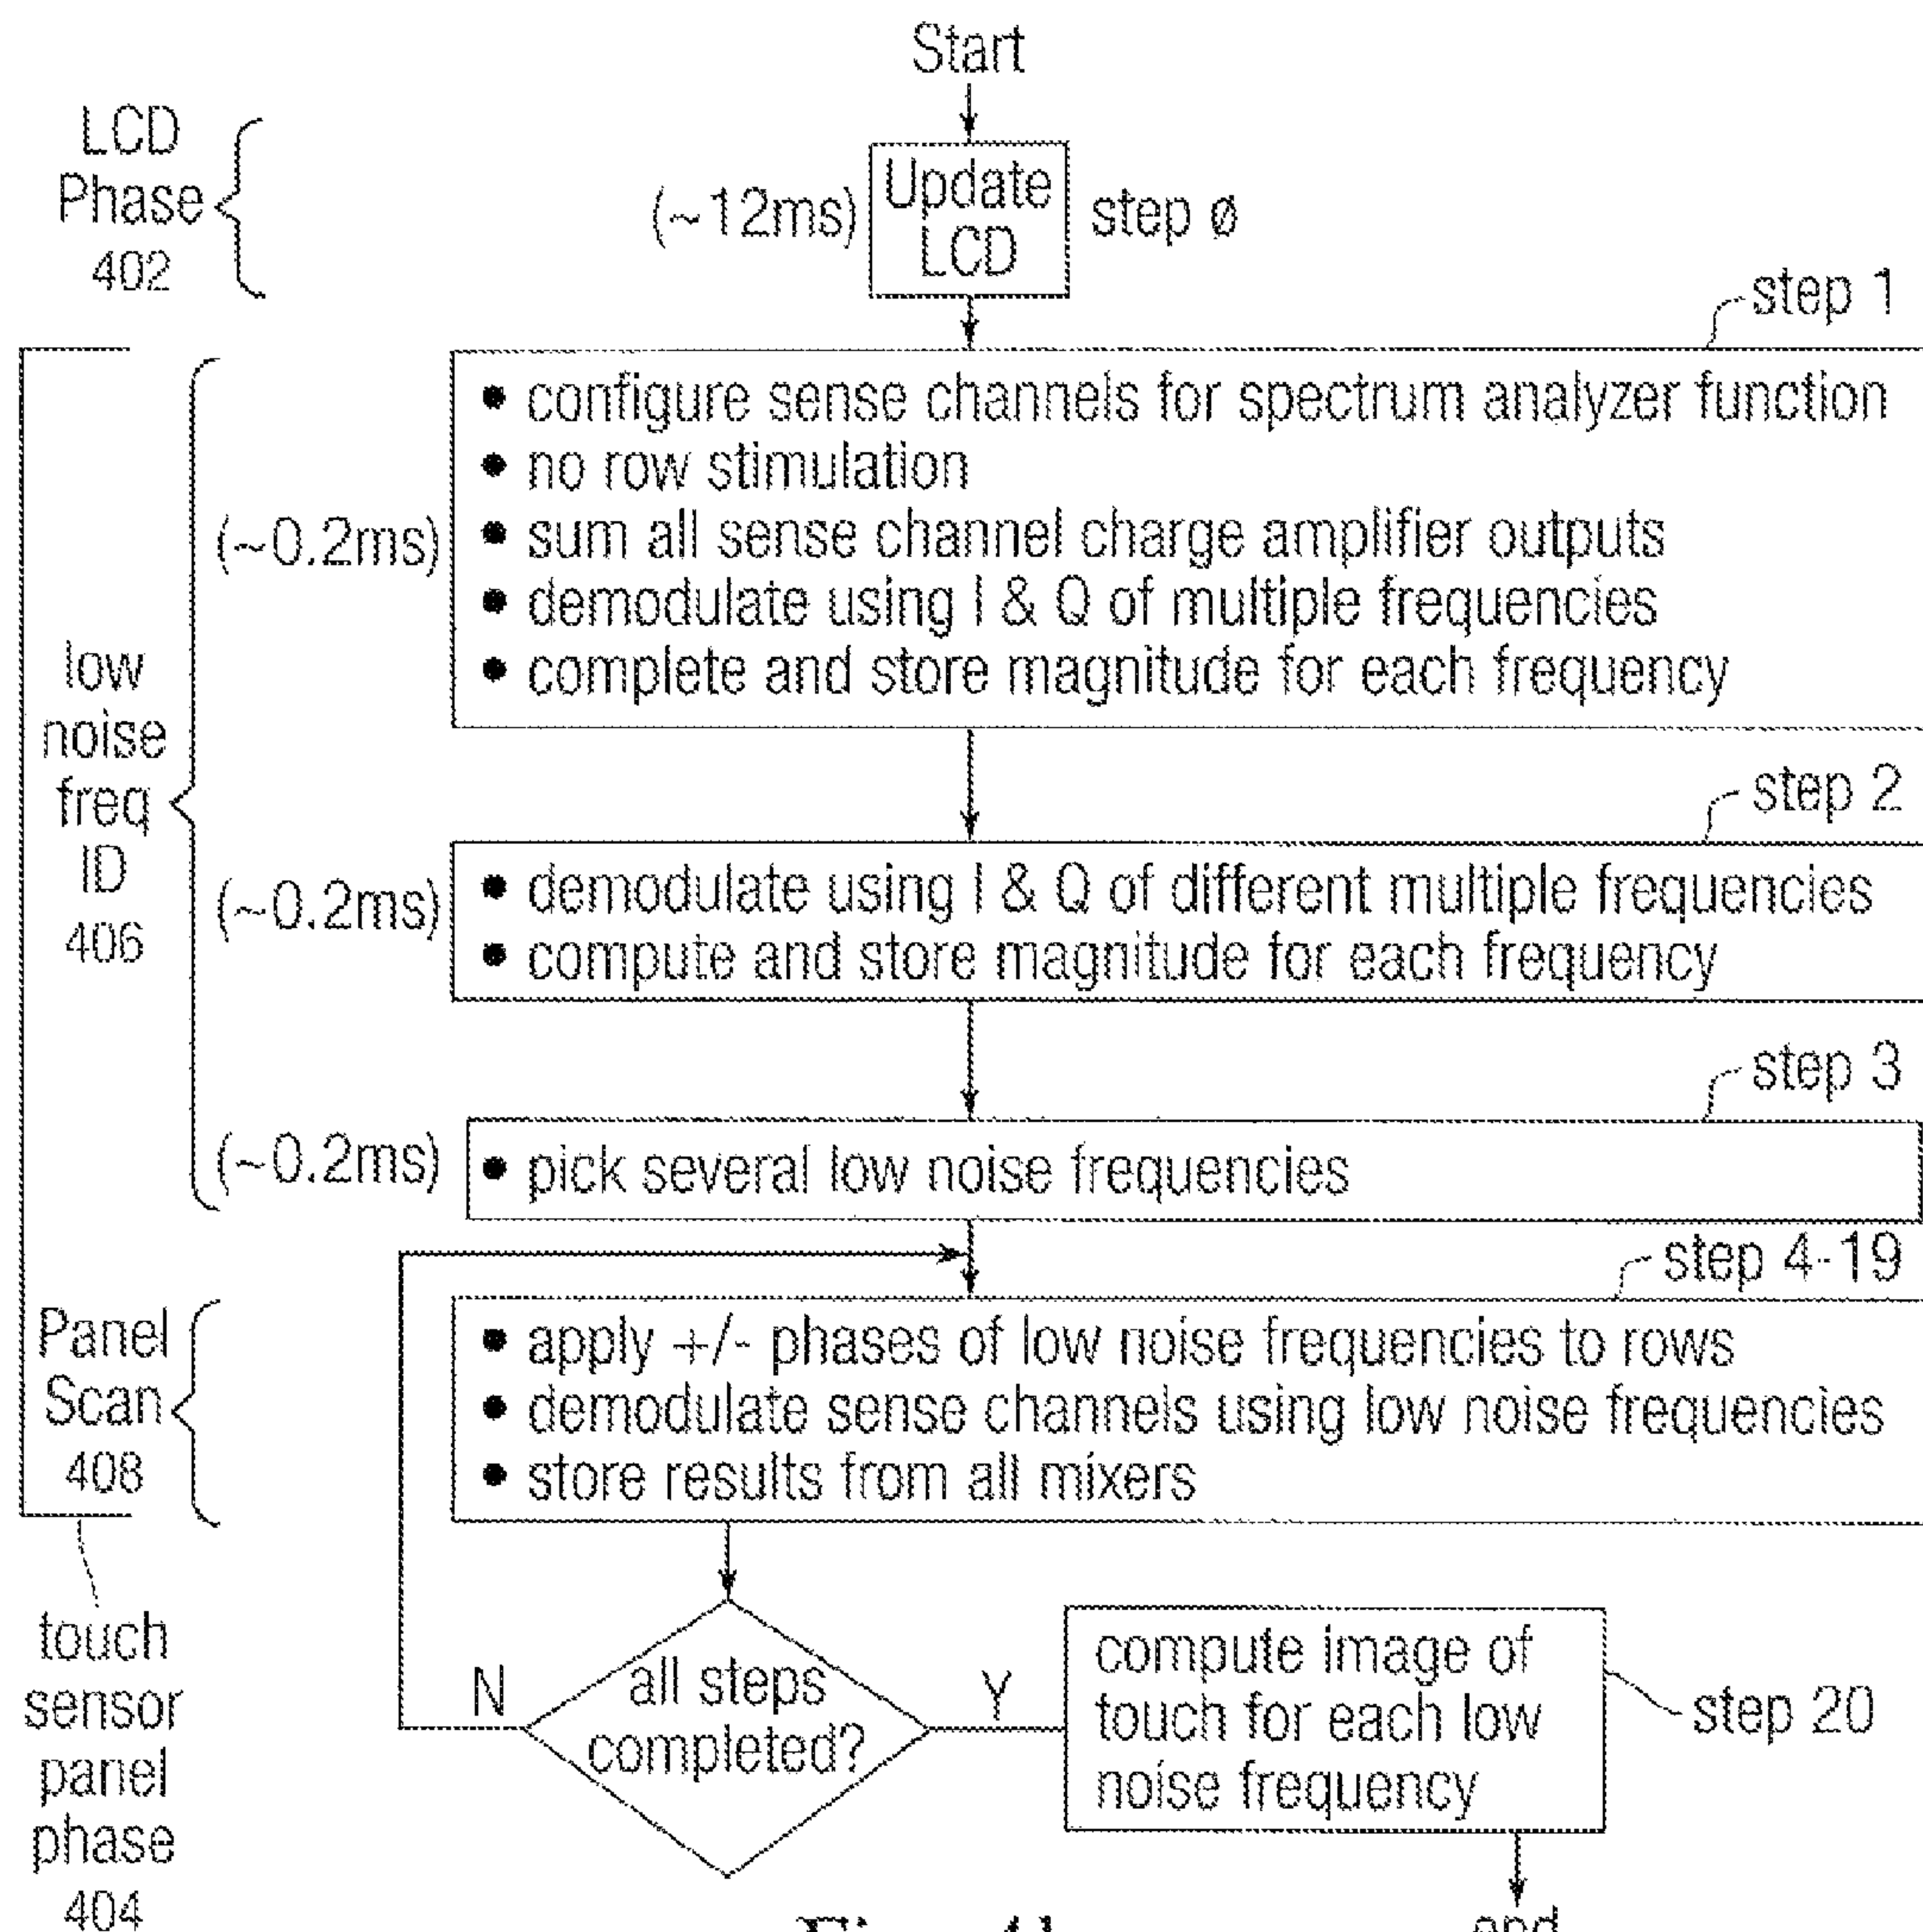 Start
LCD
Phase
402
(~12ms)
Update
LCD
step ø
step 1
• configure sense channels for spectrum analyzer function
• no row stimulation
• sum all sense channel charge amplifier outputs
• demodulate using I & Q of multiple frequencies
• complete and store magnitude for each frequency
(~0.2ms)
low
noise
freq
ID
406
step 2
(~0.2ms)
• demodulate using I & Q of different multiple frequencies
• compute and store magnitude for each frequency
step 3
(~0.2ms)
• pick several low noise frequencies
step 4-19
Panel
Scan
408
• apply +/- phases of low noise frequencies to rows
• demodulate sense channels using low noise frequencies
• store results from all mixers
touch
sensor
panel
phase
404
N
all steps
completed?
Y
compute image of
touch for each low
noise frequency
step 20
end